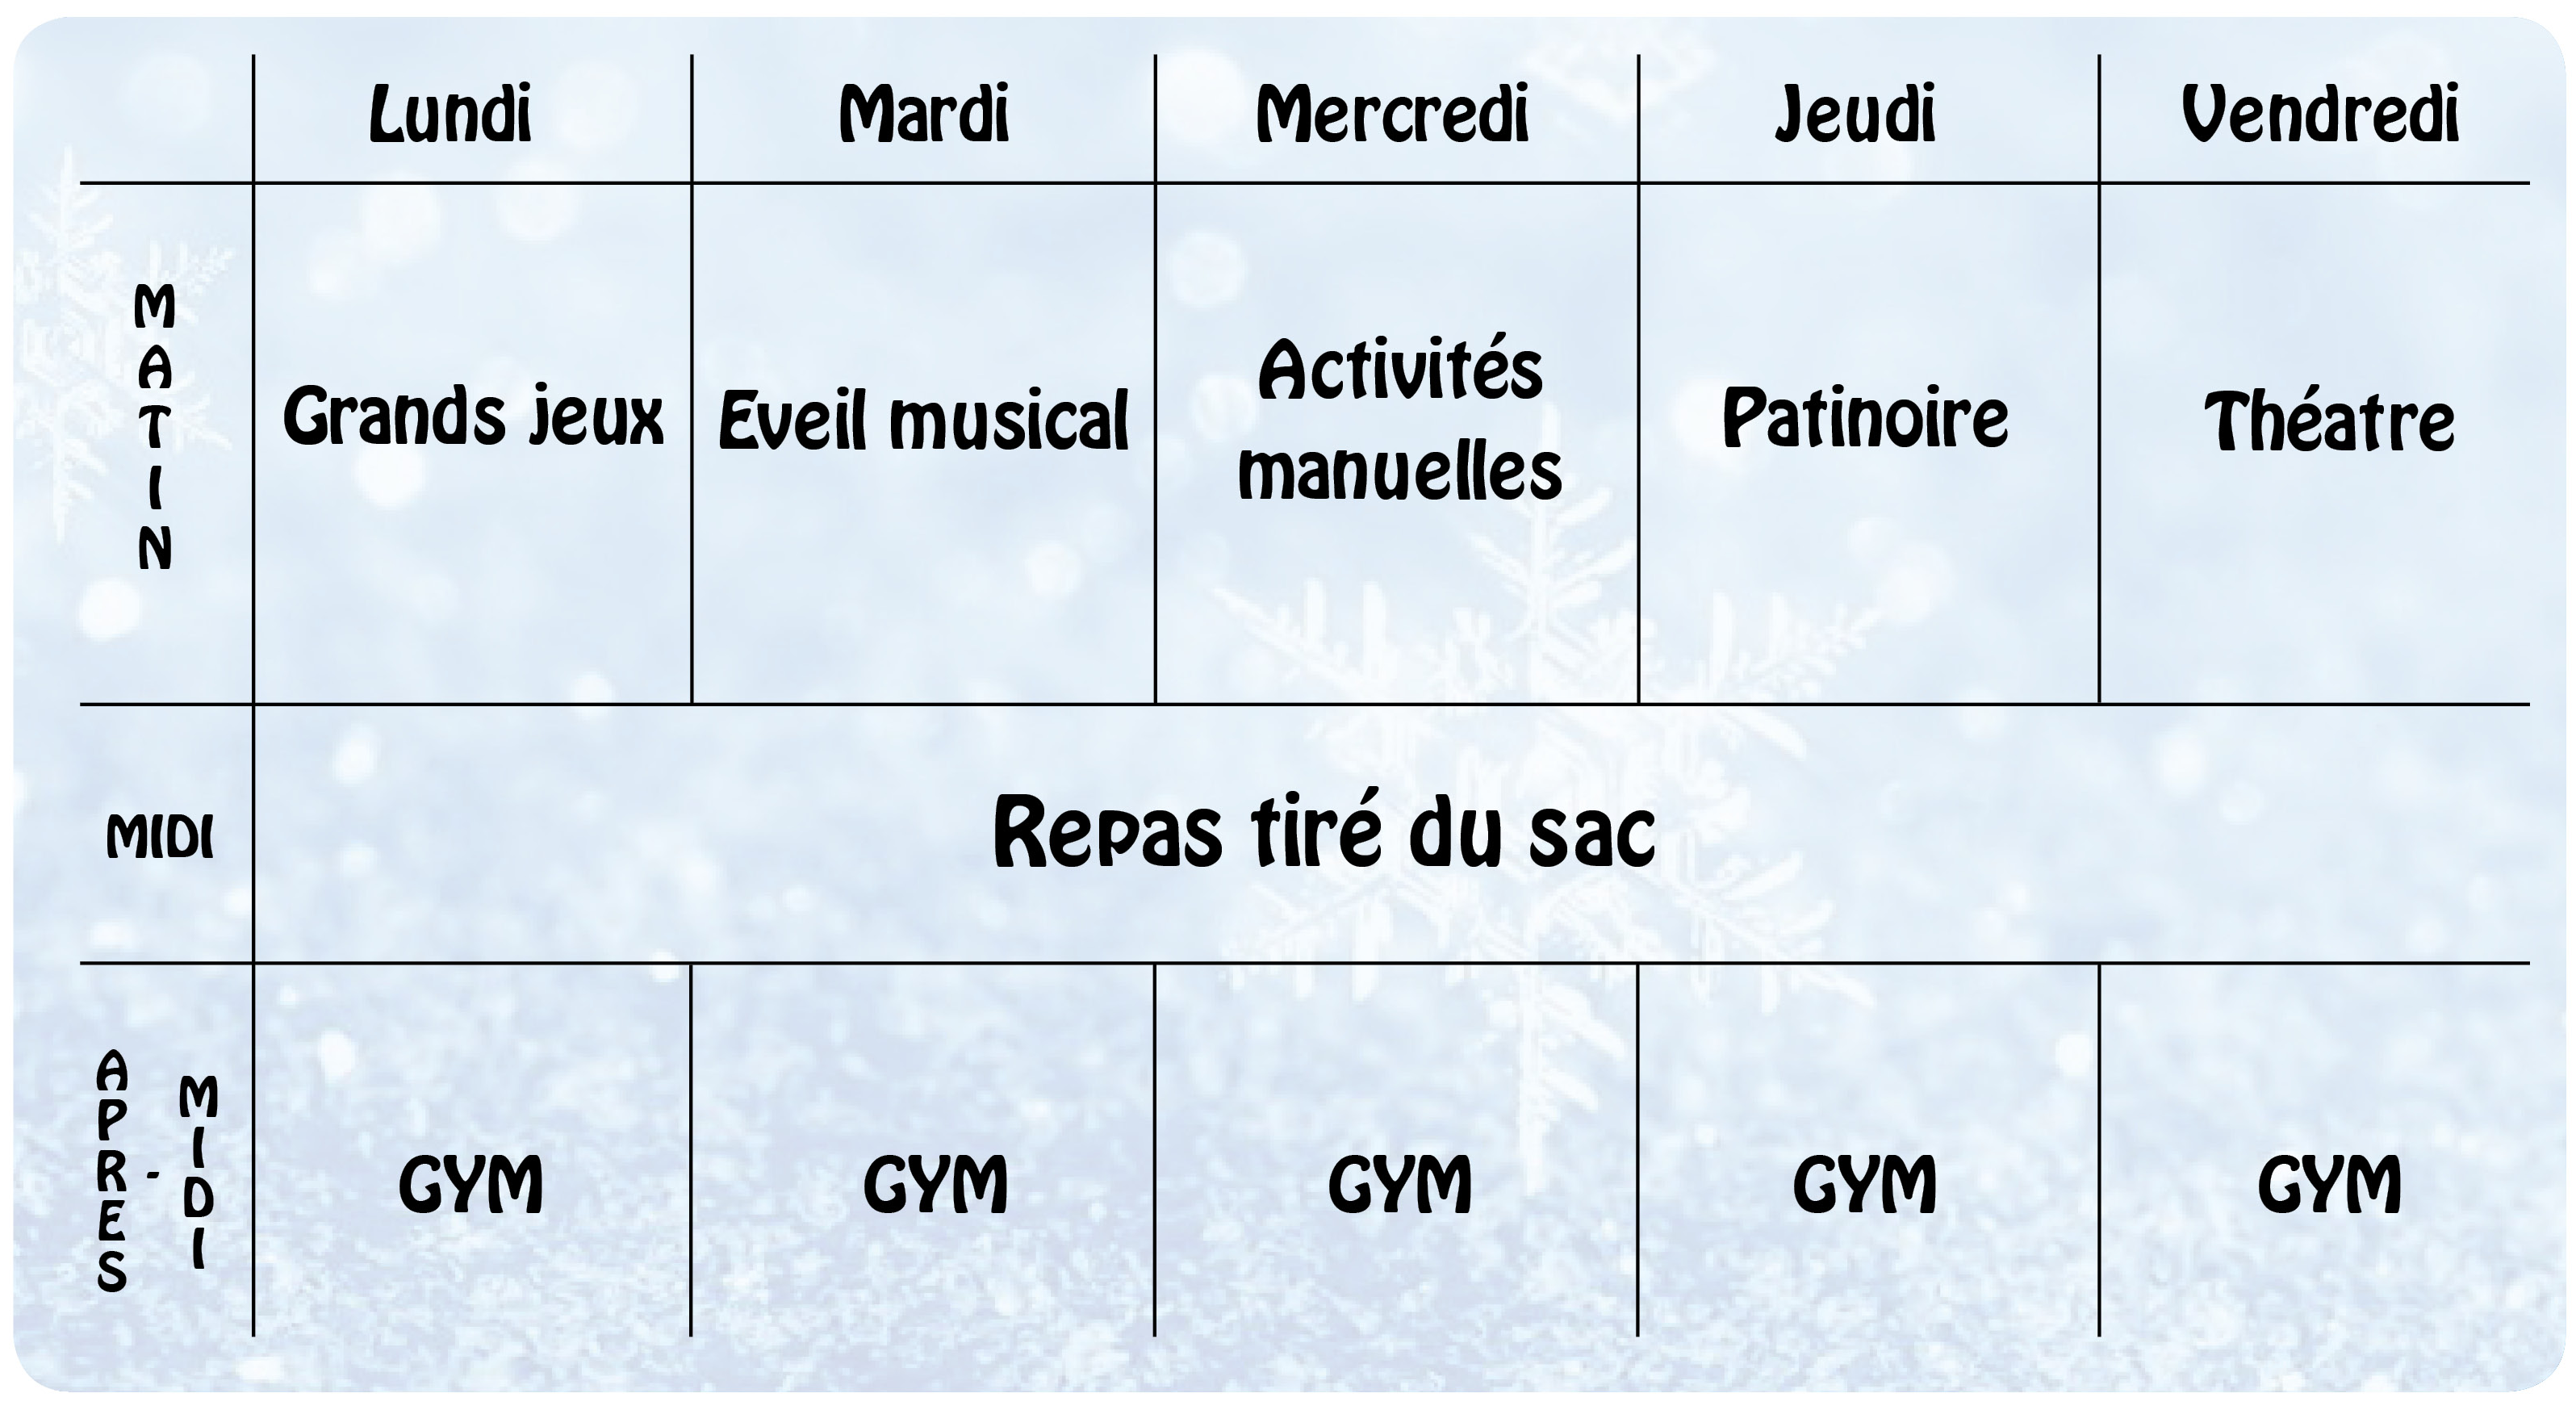 Lundi Mardi Mercredi Jeudi Vendredi
MATIN
Grands jeux Eveil musical Activités manuelles Patinoire Théatre
MIDI
Repas tiré du sac
APRES - MIDI
GYM GYM GYM GYM GYM